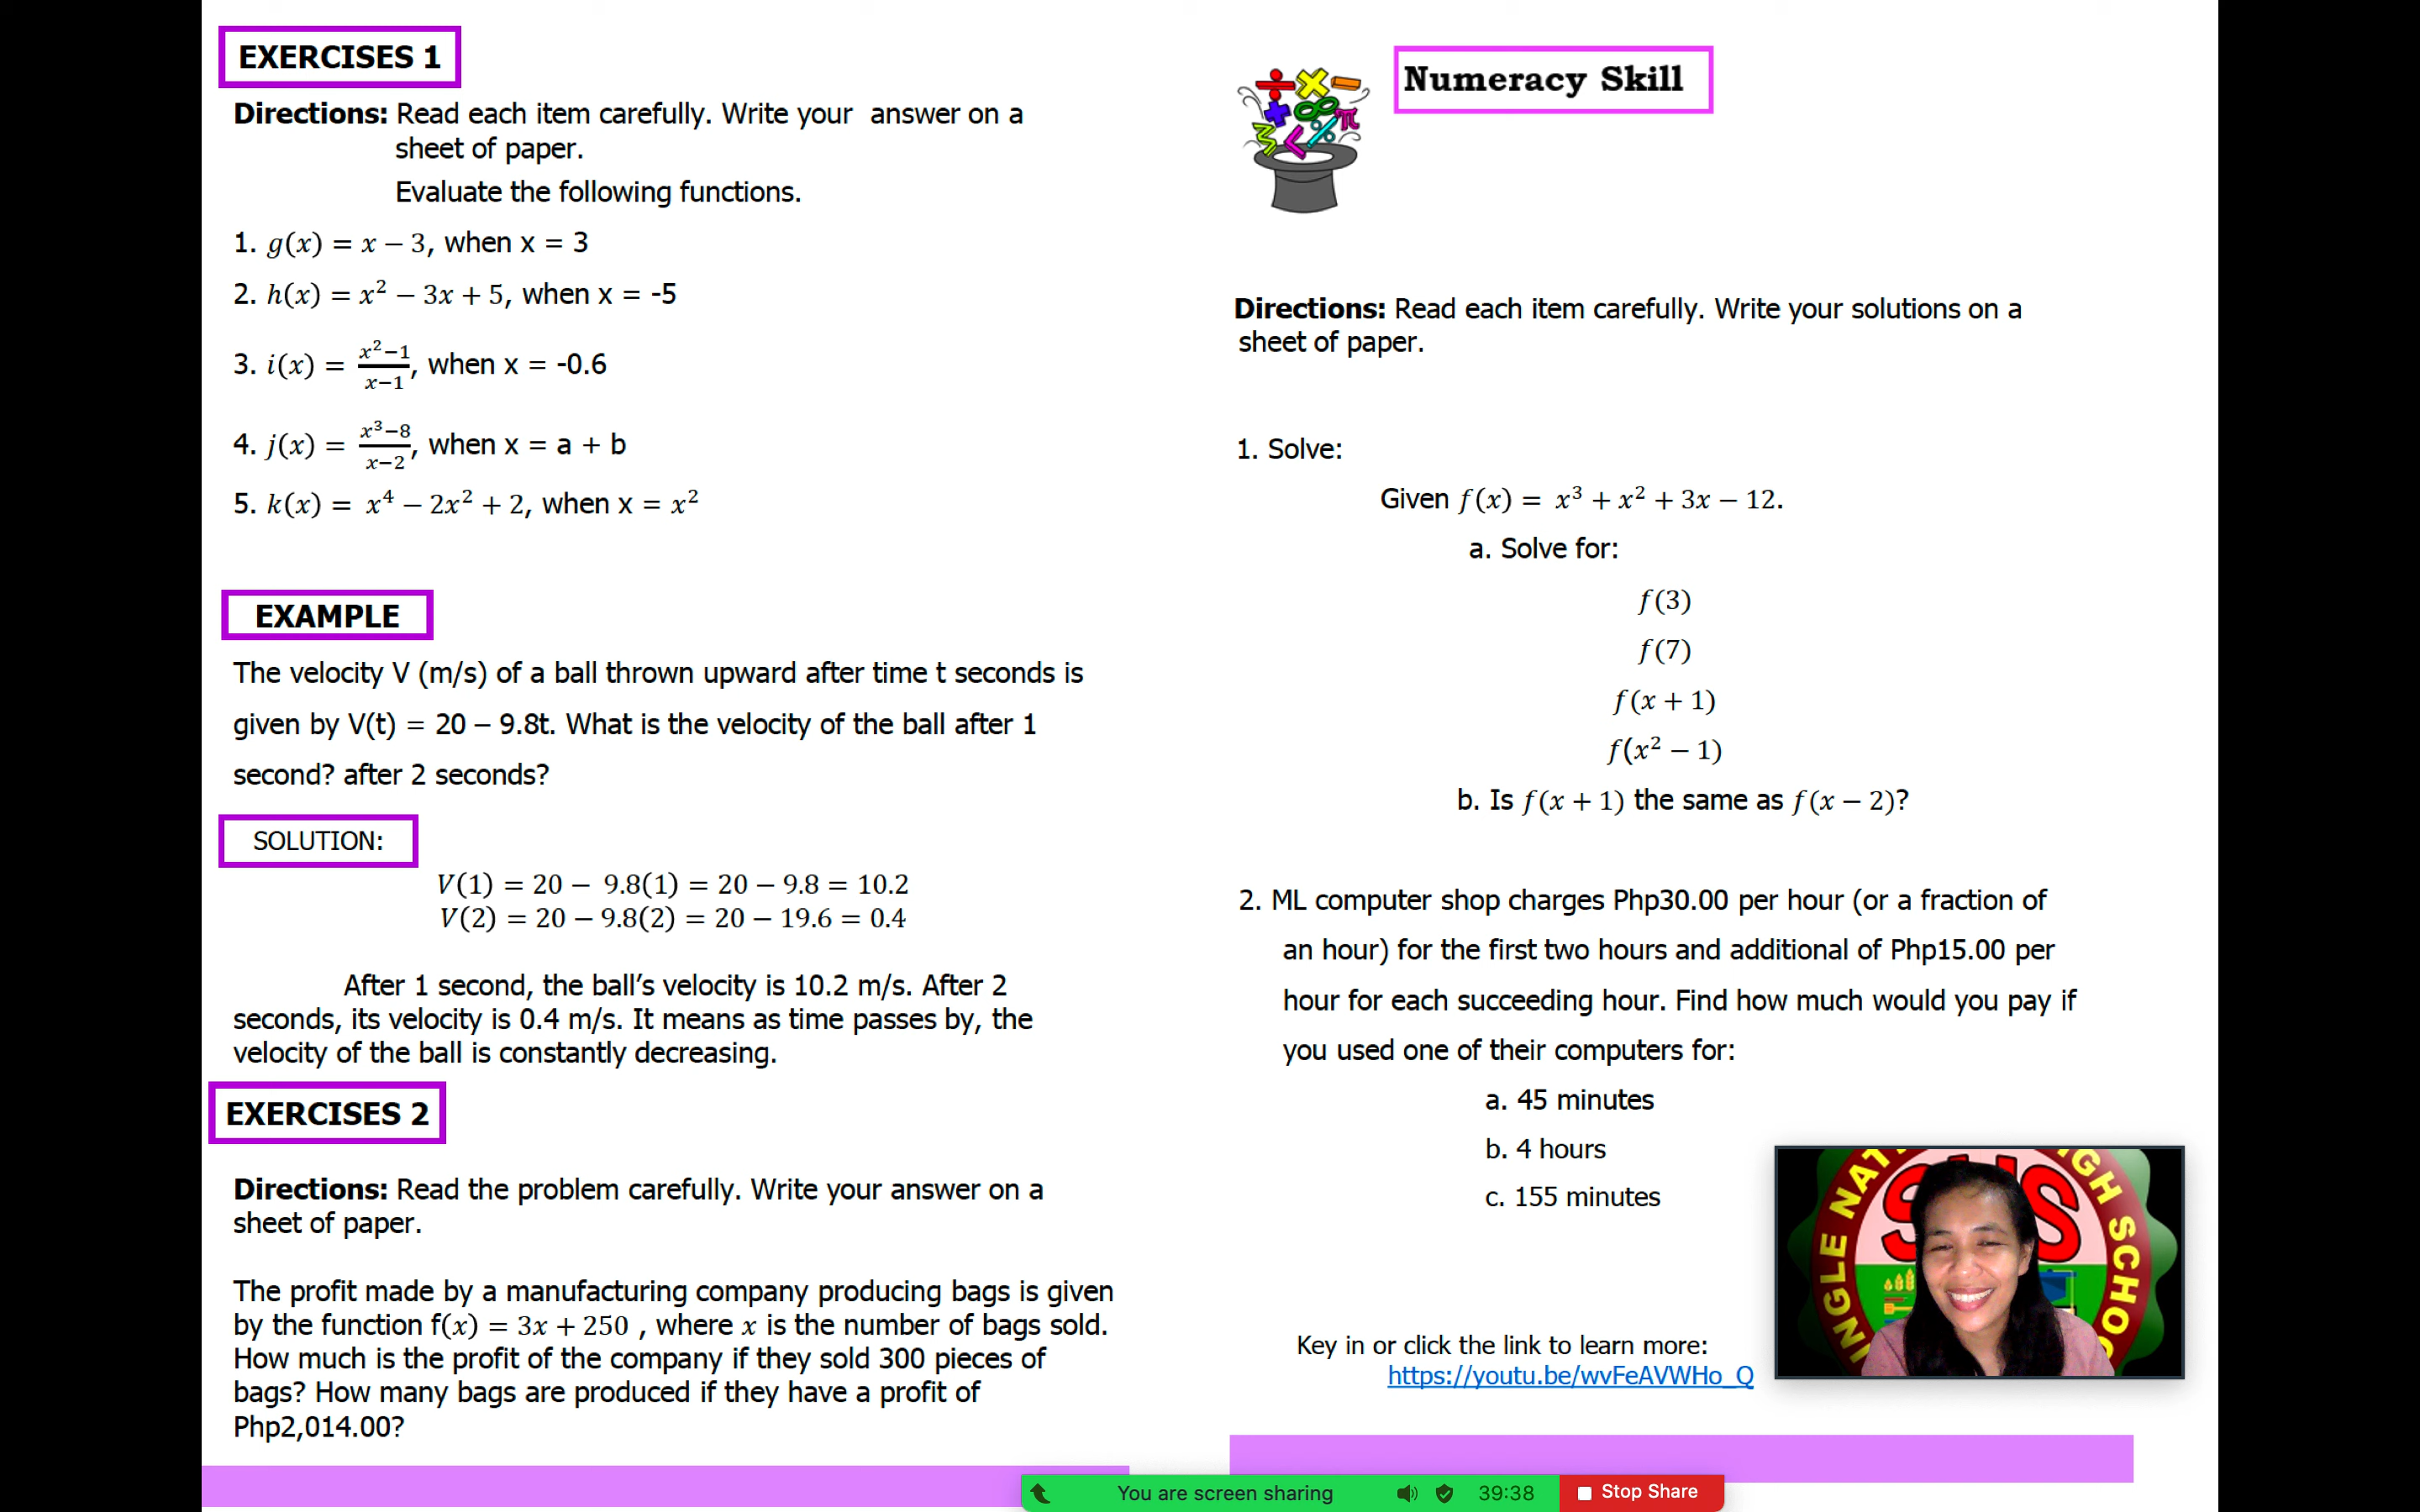 EXERCISES 1
Directions: Read each item carefully. Write your answer on a
sheet of paper.
Evaluate the following functions.
1. g(x) = x − 3, when x = 3
2. h(x) = x² − 3x + 5, when x = -5
3. i(x) = (x²−1)/(x−1), when x = -0.6
4. j(x) = (x³−8)/(x−2), when x = a + b
5. k(x) = x⁴ − 2x² + 2, when x = x²
EXAMPLE
The velocity V (m/s) of a ball thrown upward after time t seconds is
given by V(t) = 20 – 9.8t. What is the velocity of the ball after 1
second? after 2 seconds?
SOLUTION:
V(1) = 20 − 9.8(1) = 20 − 9.8 = 10.2
V(2) = 20 − 9.8(2) = 20 − 19.6 = 0.4
After 1 second, the ball's velocity is 10.2 m/s. After 2
seconds, its velocity is 0.4 m/s. It means as time passes by, the
velocity of the ball is constantly decreasing.
EXERCISES 2
Directions: Read the problem carefully. Write your answer on a
sheet of paper.
The profit made by a manufacturing company producing bags is given
by the function f(x) = 3x + 250 , where x is the number of bags sold.
How much is the profit of the company if they sold 300 pieces of
bags? How many bags are produced if they have a profit of
Php2,014.00?
Numeracy Skill
Directions: Read each item carefully. Write your solutions on a
sheet of paper.
1. Solve:
Given f(x) = x³ + x² + 3x − 12.
a. Solve for:
f(3)
f(7)
f(x + 1)
f(x² − 1)
b. Is f(x + 1) the same as f(x − 2)?
2. ML computer shop charges Php30.00 per hour (or a fraction of
an hour) for the first two hours and additional of Php15.00 per
hour for each succeeding hour. Find how much would you pay if
you used one of their computers for:
a. 45 minutes
b. 4 hours
c. 155 minutes
Key in or click the link to learn more:
https://youtu.be/wvFeAVWHo_Q
SHS
You are screen sharing
39:38
Stop Share